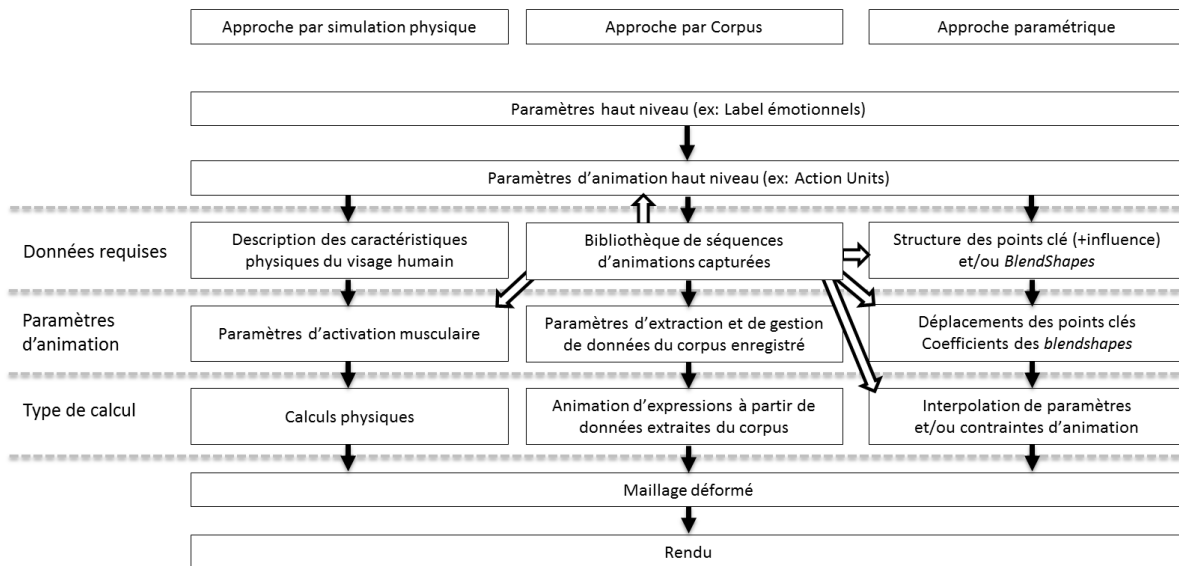 Approche par simulation physique
Approche par Corpus
Approche paramétrique
Paramètres haut niveau (ex: Label émotionnels)
Paramètres d'animation haut niveau (ex: Action Units)
Données requises
Description des caractéristiques
physiques du visage humain
Bibliothèque de séquences
d'animations capturées
Structure des points clé (+influence)
et/ou BlendShapes
Paramètres
d'animation
Paramètres d'activation musculaire
Paramètres d'extraction et de gestion
de données du corpus enregistré
Déplacements des points clés
Coefficients des blendshapes
Type de calcul
Calculs physiques
Animation d'expressions à partir de
données extraites du corpus
Interpolation de paramètres
et/ou contraintes d'animation
Maillage déformé
Rendu